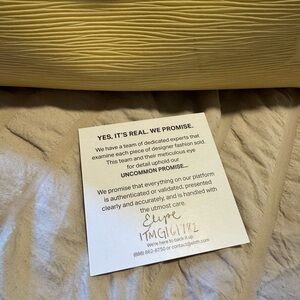 YES, IT'S REAL. WE PROMISE.
We have a team of dedicated experts that
examine each piece of designer fashion sold.
This team and their meticulous eye
for detail uphold our
UNCOMMON PROMISE...
We promise that everything on our platform
is authenticated or validated, presented
clearly and accurately, and is handled with
the utmost care.
We're here to back it up.